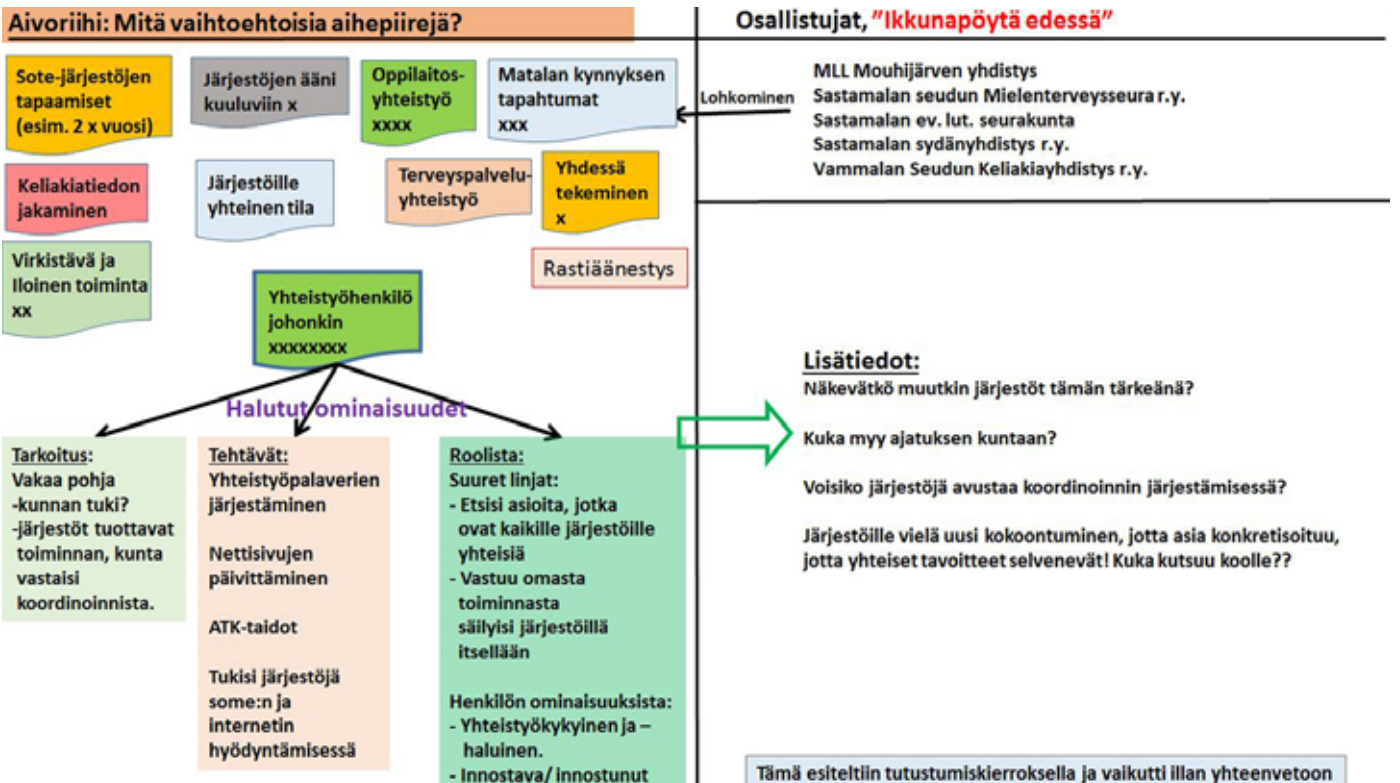 Aivoriihi: Mitä vaihtoehtoisia aihepiirejä?
Sote-järjestöjen
tapaamiset
(esim. 2 x vuosi)
Järjestöjen ääni
kuuluviin x
Oppilaitos-
yhteistyö
xxxx
Matalan kynnyksen
tapahtumat
xxx
Keliakiatiedon
jakaminen
Järjestöille
yhteinen tila
Terveyspalvelu-
yhteistyö
Yhdessä
tekeminen
x
Virkistävä ja
Iloinen toiminta
xx
Yhteistyöhenkilö
johonkin
xxxxxxxx
Rastiäänestys
Halutut ominaisuudet
Tarkoitus:
Vakaa pohja
-kunnan tuki?
-järjestöt tuottavat
toiminnan, kunta
vastaisi
koordinoinnista.
Tehtävät:
Yhteistyöpalaverien
järjestäminen
Nettisivujen
päivittäminen
ATK-taidot
Tukisi järjestöjä
some:n ja
internetin
hyödyntämisessä
Roolista:
Suuret linjat:
- Etsisi asioita, jotka
ovat kaikille järjestöille
yhteisiä
- Vastuu omasta
toiminnasta
säilyisi järjestöillä
itsellään
Henkilön ominaisuuksista:
- Yhteistyökykyinen ja –
haluinen.
- Innostava/ innostunut
Osallistujat, ”Ikkunapöytä edessä”
Lohkominen
MLL Mouhijärven yhdistys
Sastamalan seudun Mielenterveysseura r.y.
Sastamalan ev. lut. seurakunta
Sastamalan sydänyhdistys r.y.
Vammalan Seudun Keliakiayhdistys r.y.
Lisätiedot:
Näkevätkö muutkin järjestöt tämän tärkeänä?
Kuka myy ajatuksen kuntaan?
Voisiko järjestöjä avustaa koordinoinnin järjestämisessä?
Järjestöille vielä uusi kokoontuminen, jotta asia konkretisoituu,
jotta yhteiset tavoitteet selvenevät! Kuka kutsuu koolle??
Tämä esiteltiin tutustumiskierroksella ja vaikutti illan yhteenvetoon